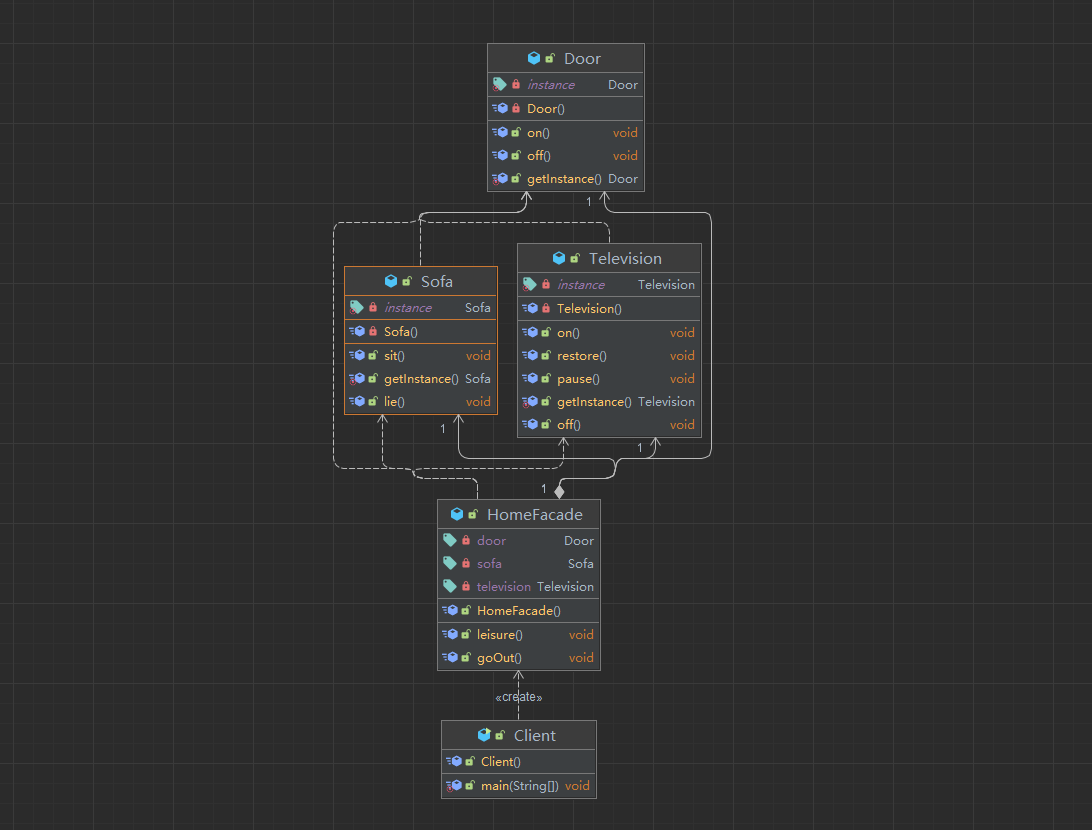 Door
instance Door
Door()
on() void
off() void
getInstance() Door
1
Television
instance Television
Television()
on() void
restore() void
pause() void
getInstance() Television
off() void
Sofa
instance Sofa
Sofa()
sit() void
getInstance() Sofa
lie() void
1
1
1
HomeFacade
door Door
sofa Sofa
television Television
HomeFacade()
leisure() void
goOut() void
«create»
Client
Client()
main(String[]) void